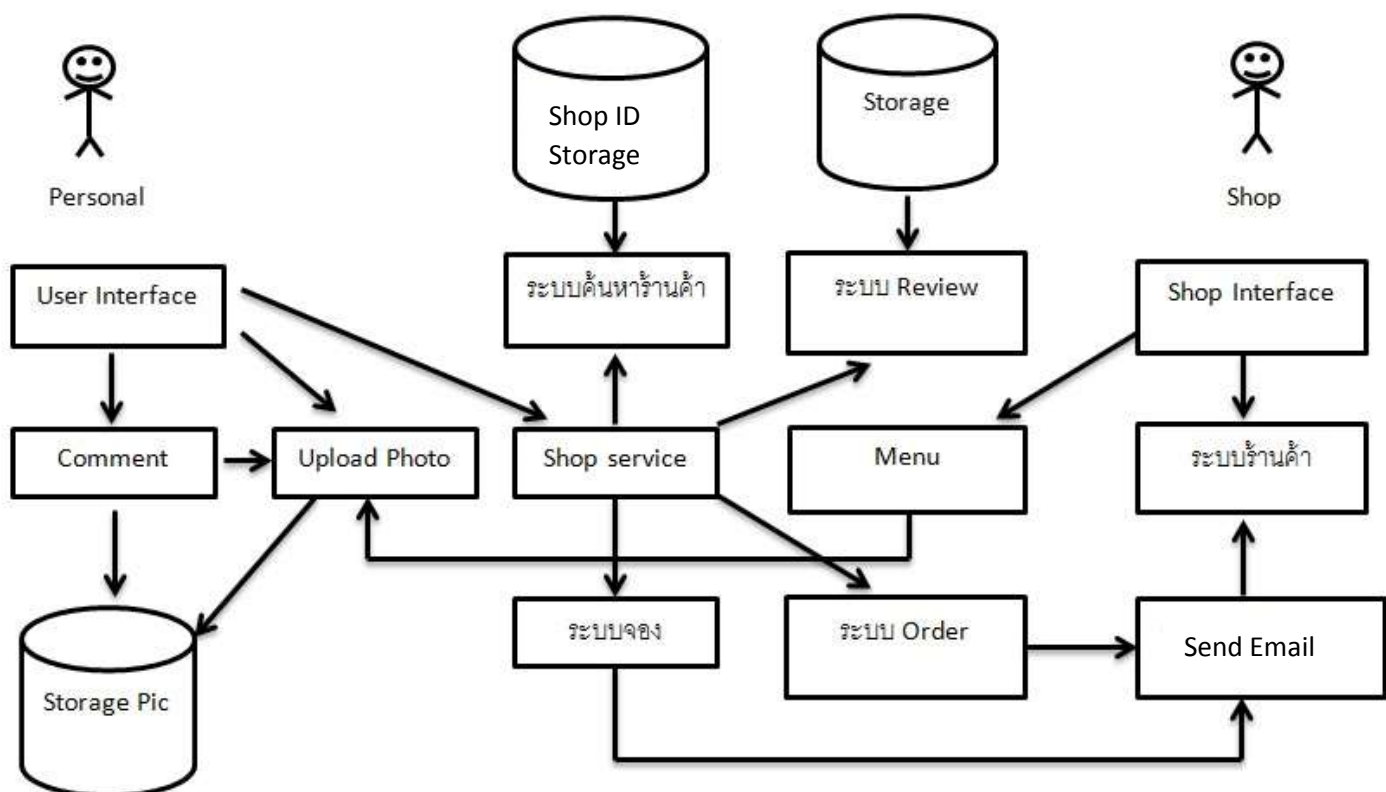 Shop ID
Storage
Storage
Personal
Shop
User Interface
ระบบค้นหาร้านค้า
ระบบ Review
Shop Interface
Comment
Upload Photo
Shop service
Menu
ระบบร้านค้า
ระบบจอง
ระบบ Order
Send Email
Storage Pic